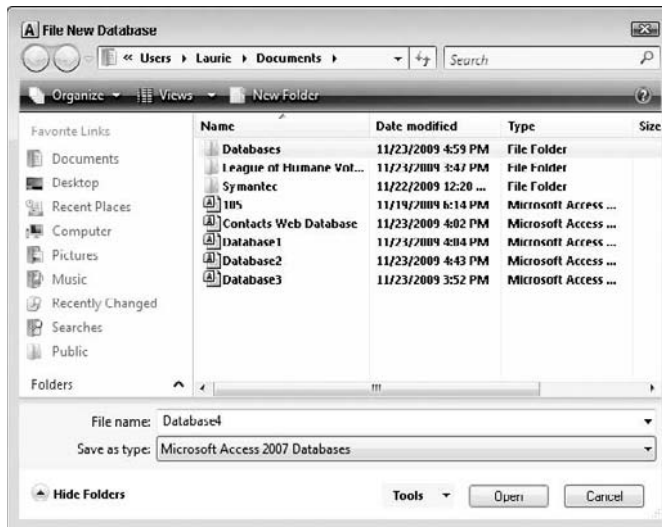 File New Database
« Users Laurie Documents
Search
Organize Views New Folder
Favorite Links
Documents
Desktop
Recent Places
Computer
Pictures
Music
Recently Changed
Searches
Public
Folders
Name Date modified Type Size
Databases 11/23/2009 4:59 PM File Folder
League of Humane Vot... 11/23/2009 3:47 PM File Folder
Symantec 11/22/2009 12:20 ... File Folder
105 11/19/2009 6:14 PM Microsoft Access ...
Contacts Web Database 11/23/2009 4:02 PM Microsoft Access ...
Database1 11/23/2009 4:04 PM Microsoft Access ...
Database2 11/23/2009 4:43 PM Microsoft Access ...
Database3 11/23/2009 3:52 PM Microsoft Access ...
File name: Database4
Save as type: Microsoft Access 2007 Databases
Hide Folders Tools Open Cancel